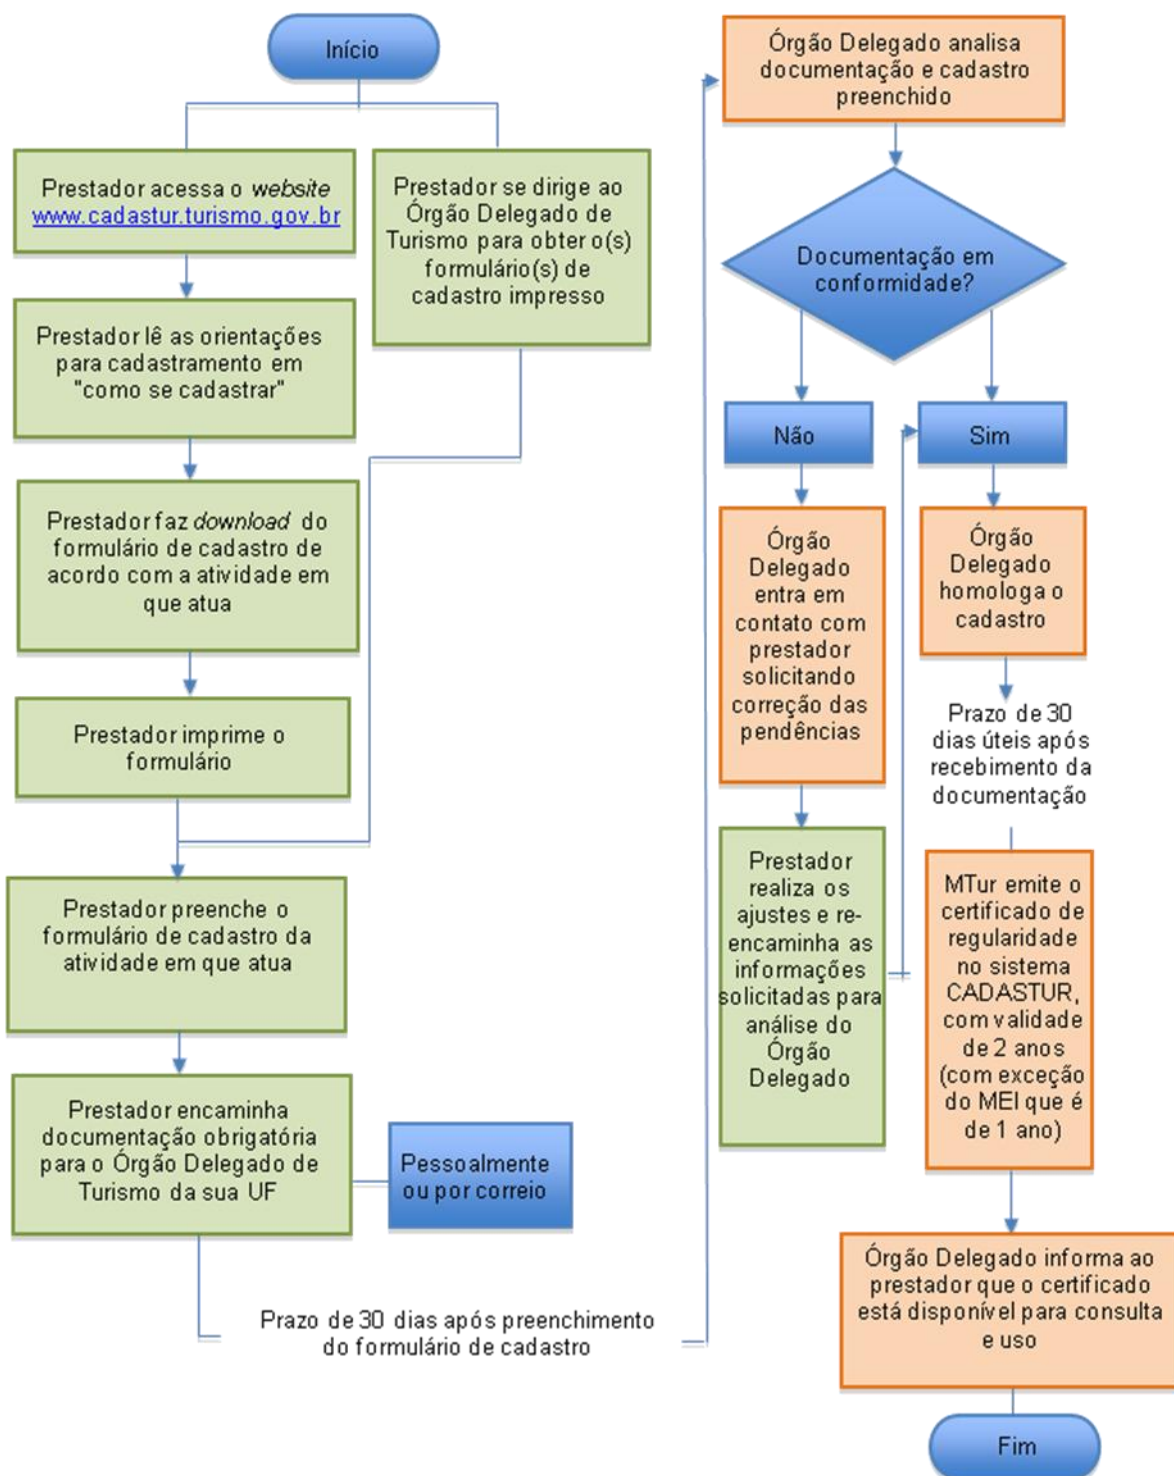 Início
Prestador acessa o website
www.cadastur.turismo.gov.br
Prestador lê as orientações
para cadastramento em
"como se cadastrar"
Prestador faz download do
formulário de cadastro de
acordo com a atividade em
que atua
Prestador imprime o
formulário
Prestador se dirige ao
Órgão Delegado de
Turismo para obter o(s)
formulário(s) de
cadastro impresso
Prestador preenche o
formulário de cadastro da
atividade em que atua
Prestador encaminha
documentação obrigatória
para o Órgão Delegado de
Turismo da sua UF
Pessoalmente
ou por correio
Prazo de 30 dias após preenchimento
do formulário de cadastro
Órgão Delegado analisa
documentação e cadastro
preenchido
Documentação em
conformidade?
Não
Órgão
Delegado
entra em
contato com
prestador
solicitando
correção das
pendências
Prestador
realiza os
ajustes e re-
encaminha as
informações
solicitadas para
análise do
Órgão
Delegado
Sim
Órgão
Delegado
homologa o
cadastro
Prazo de 30
dias úteis após
recebimento da
documentação
MTur emite o
certificado de
regularidade
no sistema
CADASTUR,
com validade
de 2 anos
(com exceção
do MEI que é
de 1 ano)
Órgão Delegado informa ao
prestador que o certificado
está disponível para consulta
e uso
Fim